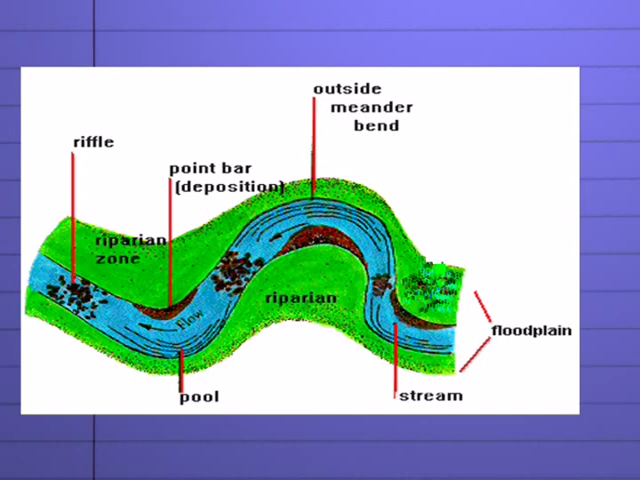 outside
meander
bend
riffle
point bar
(deposition)
riparian
zone
riparian
flow
floodplain
pool
stream